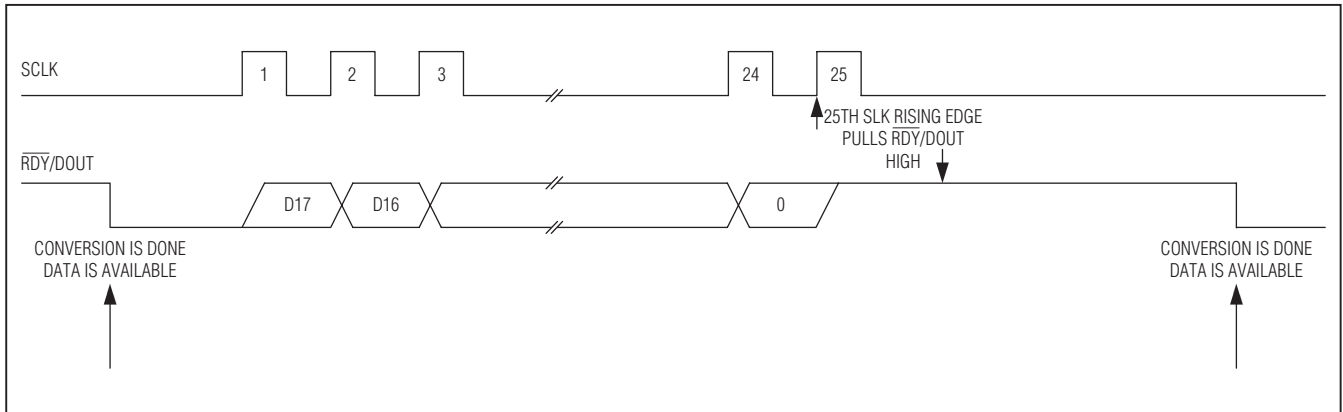 SCLK
1
2
3
24
25
25TH SLK RISING EDGE
PULLS RDY/DOUT
HIGH
RDY/DOUT
D17
D16
0
CONVERSION IS DONE
DATA IS AVAILABLE
CONVERSION IS DONE
DATA IS AVAILABLE